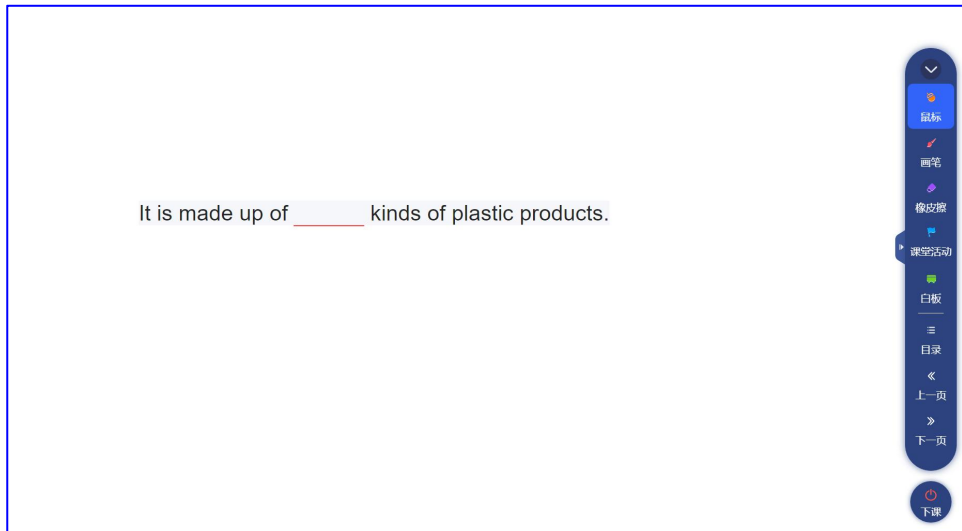 It is made up of ______ kinds of plastic products.
鼠标
画笔
橡皮擦
课堂活动
白板
目录
上一页
下一页
下课